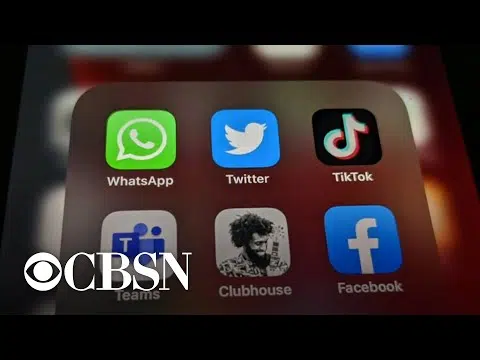 WhatsApp
Twitter
TikTok
Teams
Clubhouse
Facebook
CBSN